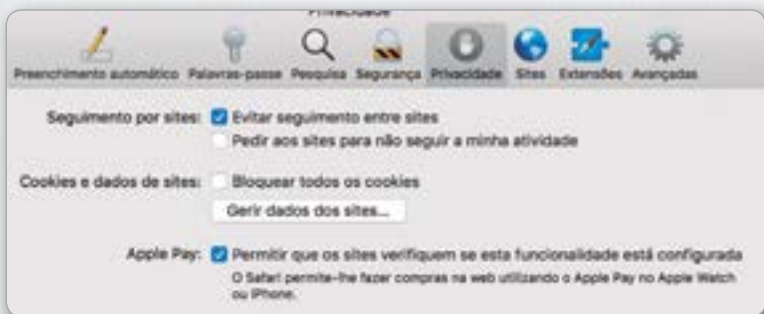 Privacidade
Preenchimento automático Palavras-passe Pesquisa Segurança Privacidade Sites Extensões Avançadas
Seguimento por sites: Evitar seguimento entre sites
Pedir aos sites para não seguir a minha atividade
Cookies e dados de sites: Bloquear todos os cookies
Gerir dados dos sites...
Apple Pay: Permitir que os sites verifiquem se esta funcionalidade está configurada
O Safari permite-lhe fazer compras na web utilizando o Apple Pay no Apple Watch
ou iPhone.